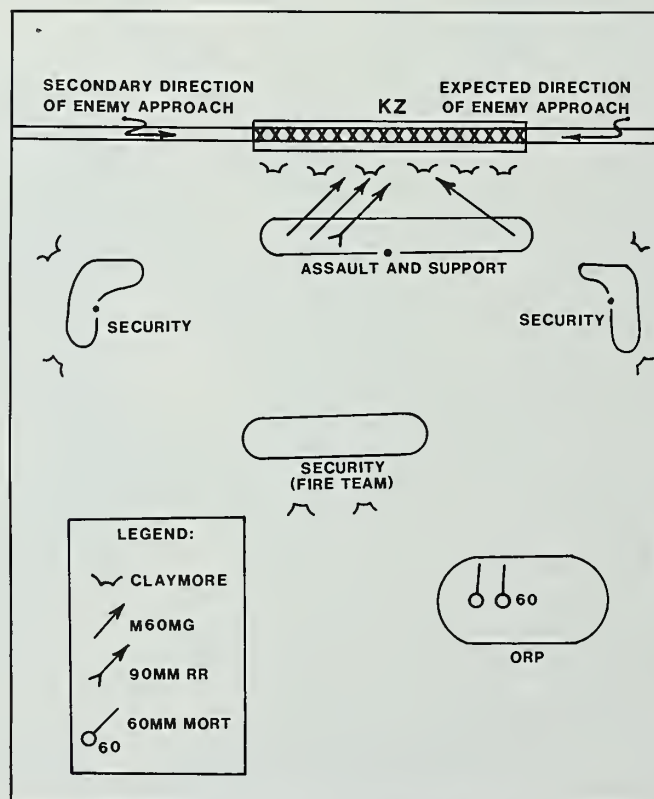 SECONDARY DIRECTION
OF ENEMY APPROACH
KZ
EXPECTED DIRECTION
OF ENEMY APPROACH
XXXXXXXXXXXXXXXXXX
ASSAULT AND SUPPORT
SECURITY
SECURITY
SECURITY
(FIRE TEAM)
LEGEND:
CLAYMORE
M60MG
90MM RR
60MM MORT
60
60
ORP